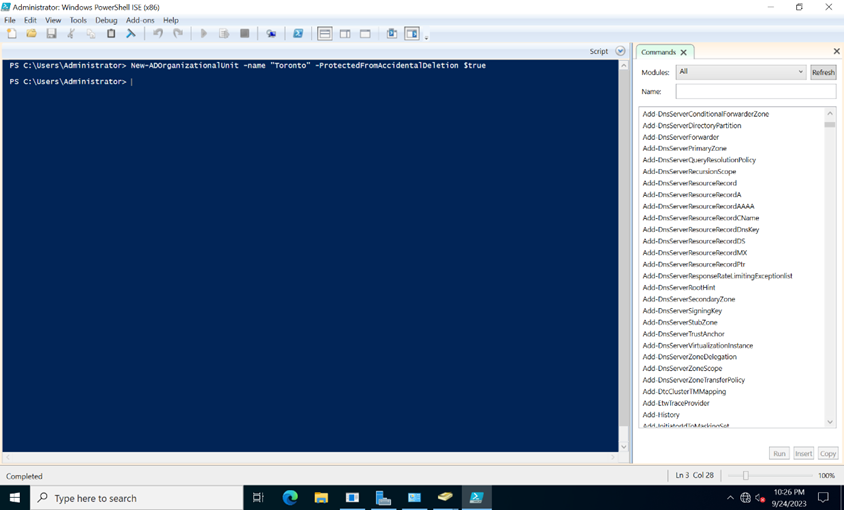 Administrator: Windows PowerShell ISE (x86)
File Edit View Tools Debug Add-ons Help
Script
PS C:\Users\Administrator> New-ADOrganizationalUnit -name "Toronto" -ProtectedFromAccidentalDeletion $true
PS C:\Users\Administrator>
Commands
Modules: All Refresh
Name:
Add-DnsServerConditionalForwarderZone
Add-DnsServerDirectoryPartition
Add-DnsServerForwarder
Add-DnsServerPrimaryZone
Add-DnsServerQueryResolutionPolicy
Add-DnsServerRecursionScope
Add-DnsServerResourceRecord
Add-DnsServerResourceRecordA
Add-DnsServerResourceRecordAAAA
Add-DnsServerResourceRecordCName
Add-DnsServerResourceRecordDnsKey
Add-DnsServerResourceRecordDS
Add-DnsServerResourceRecordMX
Add-DnsServerResourceRecordPtr
Add-DnsServerResponseRateLimitingExceptionlist
Add-DnsServerRootHint
Add-DnsServerSecondaryZone
Add-DnsServerSigningKey
Add-DnsServerStubZone
Add-DnsServerTrustAnchor
Add-DnsServerVirtualizationInstance
Add-DnsServerZoneDelegation
Add-DnsServerZoneScope
Add-DnsServerZoneTransferPolicy
Add-DtcClusterTMMapping
Add-EtwTraceProvider
Add-History
Add-InitiatorIdToMaskingSet
Run Insert Copy
Completed
Ln 3 Col 28
100%
Type here to search
10:26 PM
9/24/2023